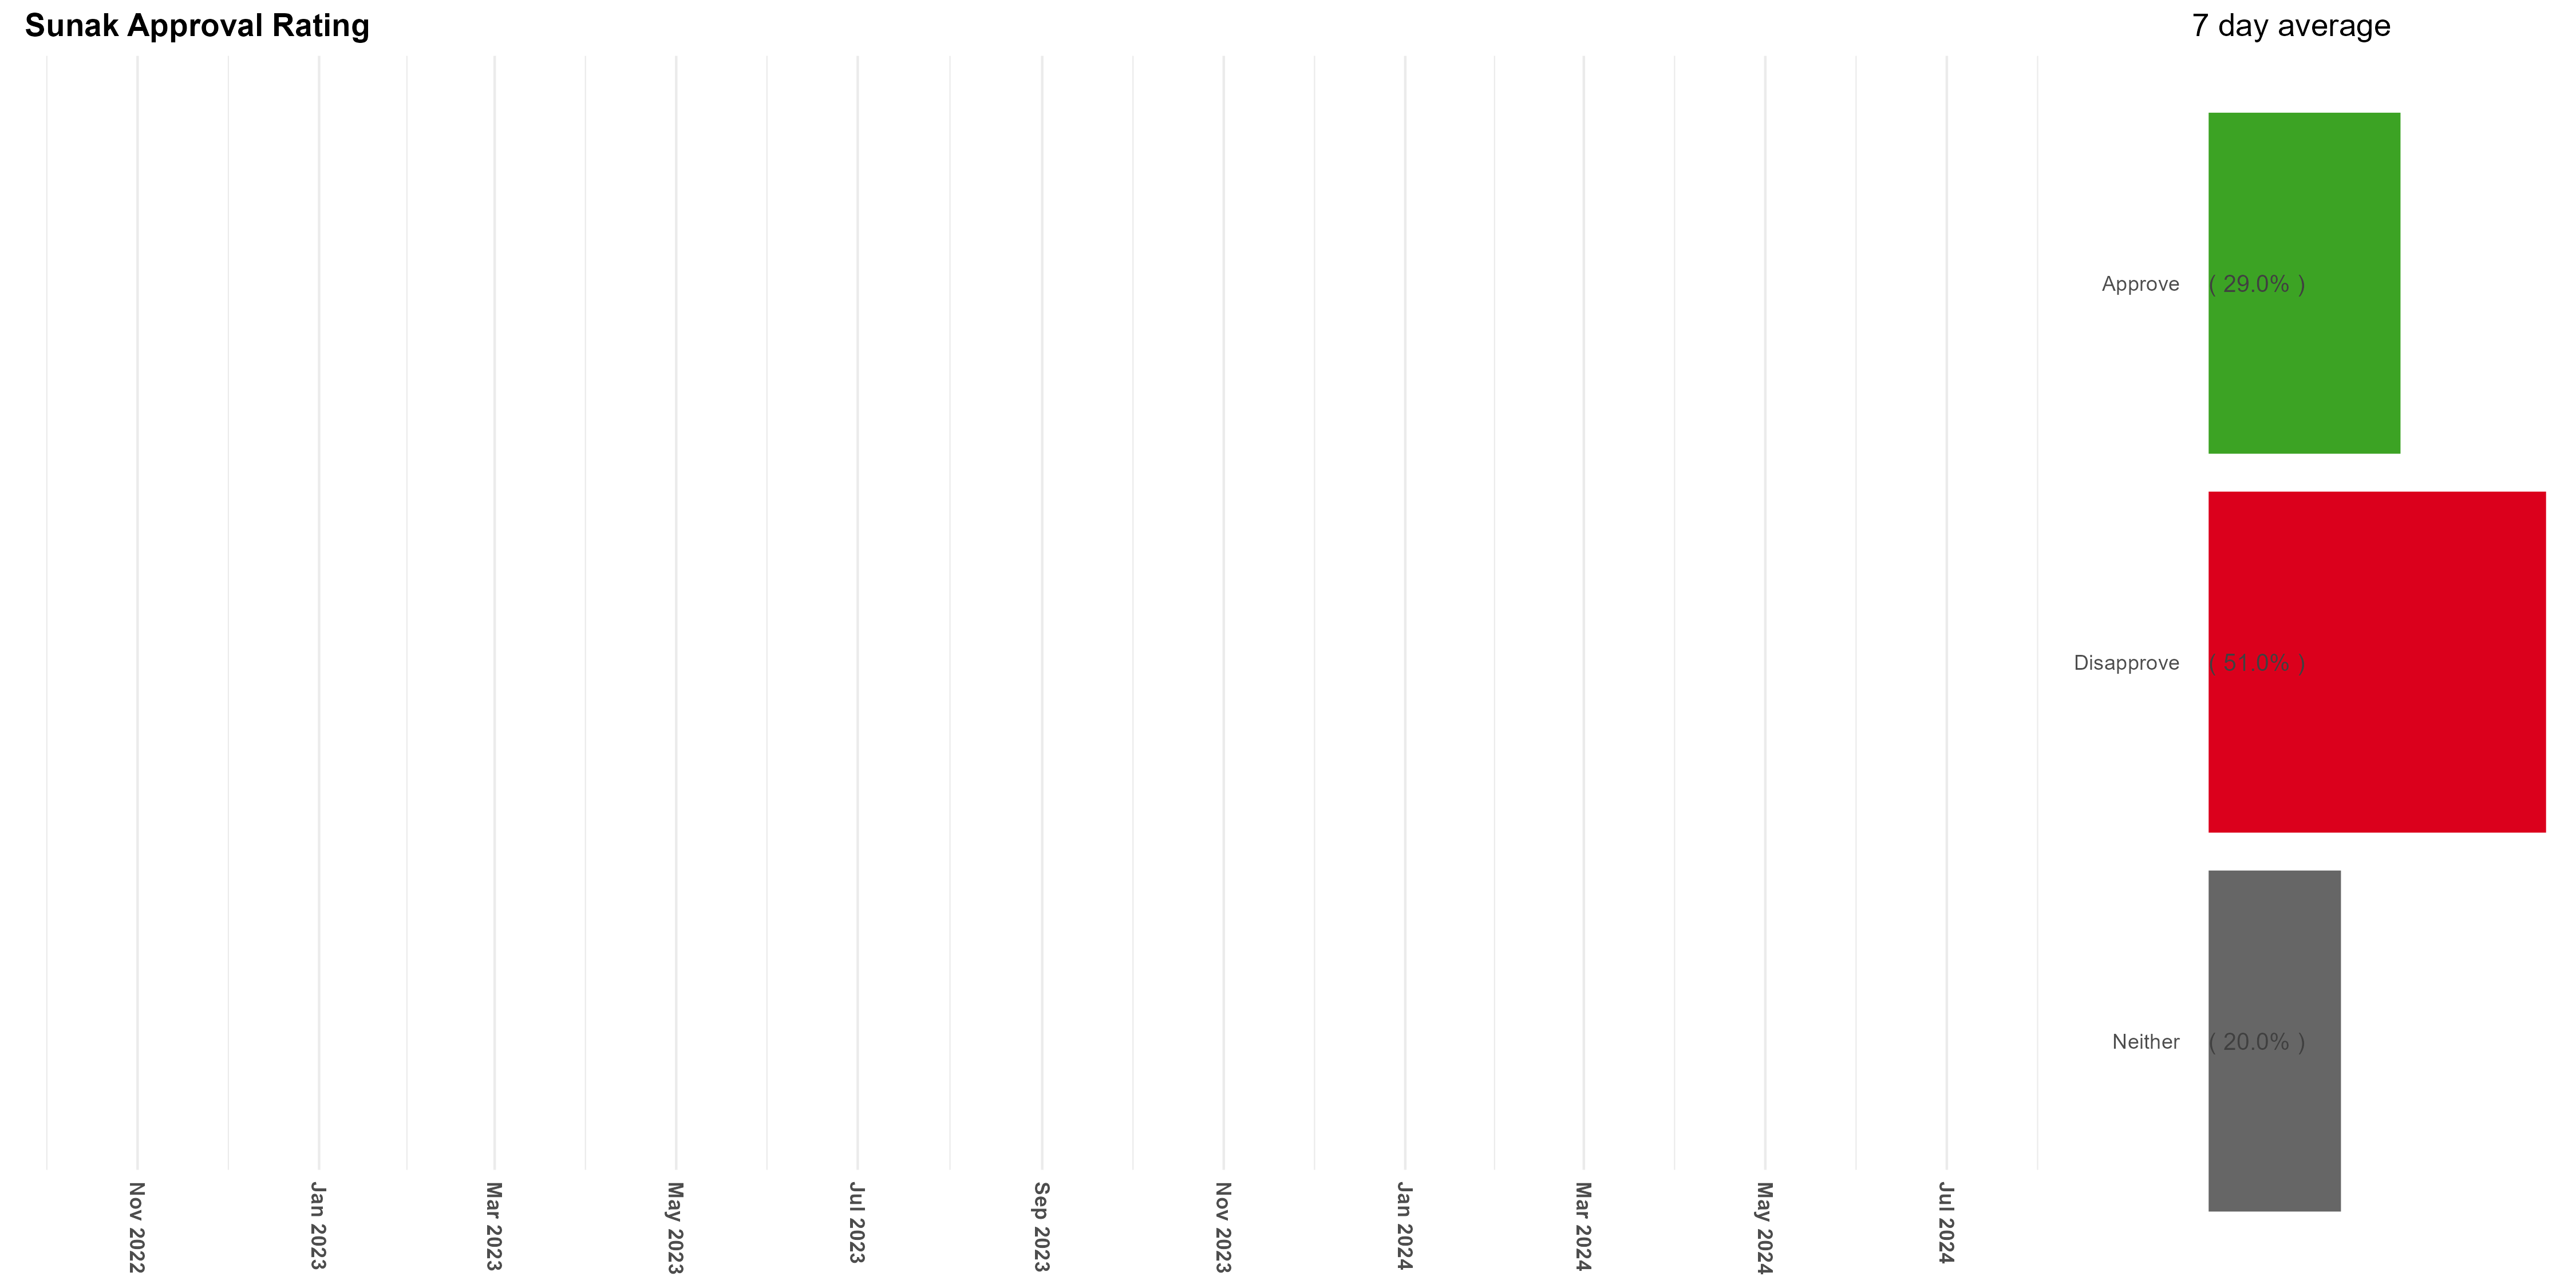 Sunak Approval Rating
7 day average
Approve
( 29.0% )
Disapprove
( 51.0% )
Neither
( 20.0% )
Nov 2022
Jan 2023
Mar 2023
May 2023
Jul 2023
Sep 2023
Nov 2023
Jan 2024
Mar 2024
May 2024
Jul 2024